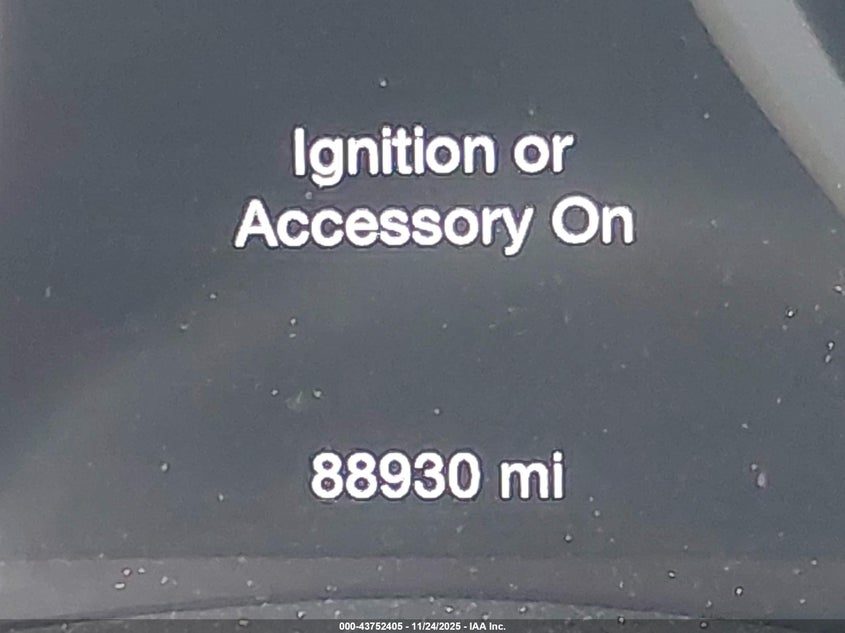 Ignition or
Accessory On
88930 mi
000-43752405 - 11/24/2025 - IAA Inc.